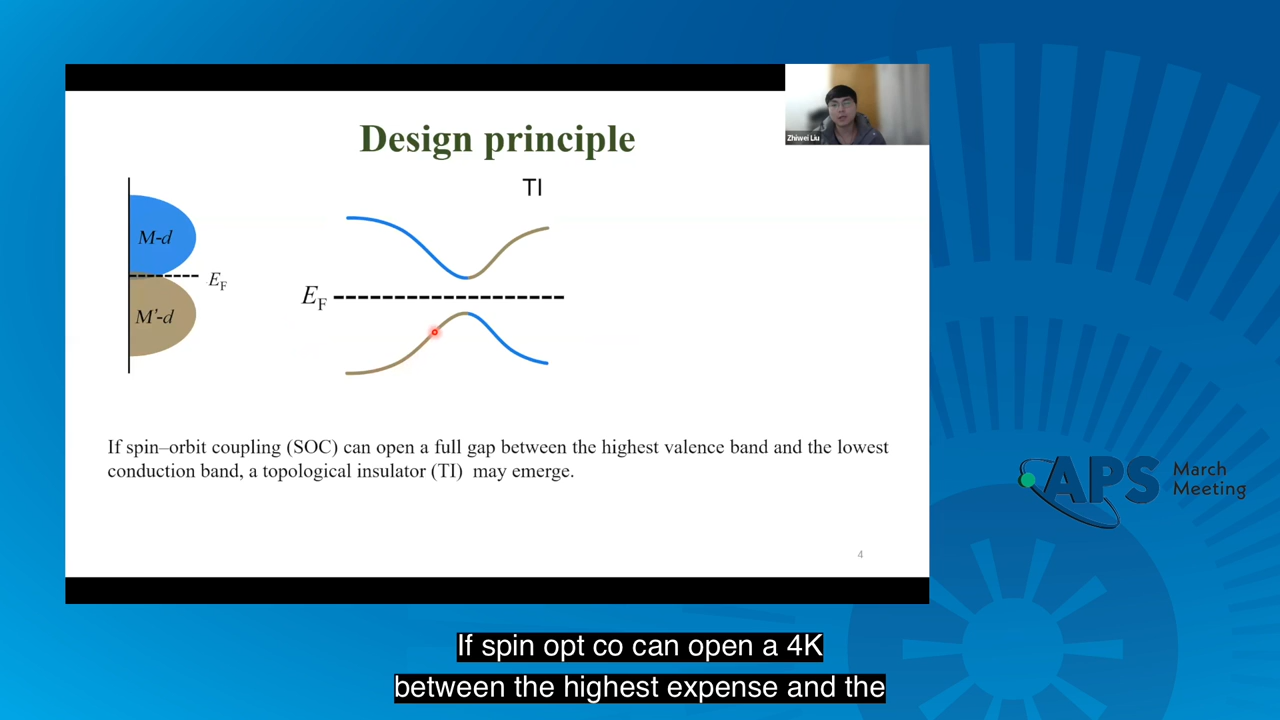 Zhiwei Liu
Design principle
TI
M-d
E_F
M'-d
E_F
If spin–orbit coupling (SOC) can open a full gap between the highest valence band and the lowest
conduction band, a topological insulator (TI) may emerge.
4
APS
March
Meeting
If spin opt co can open a 4K
between the highest expense and the